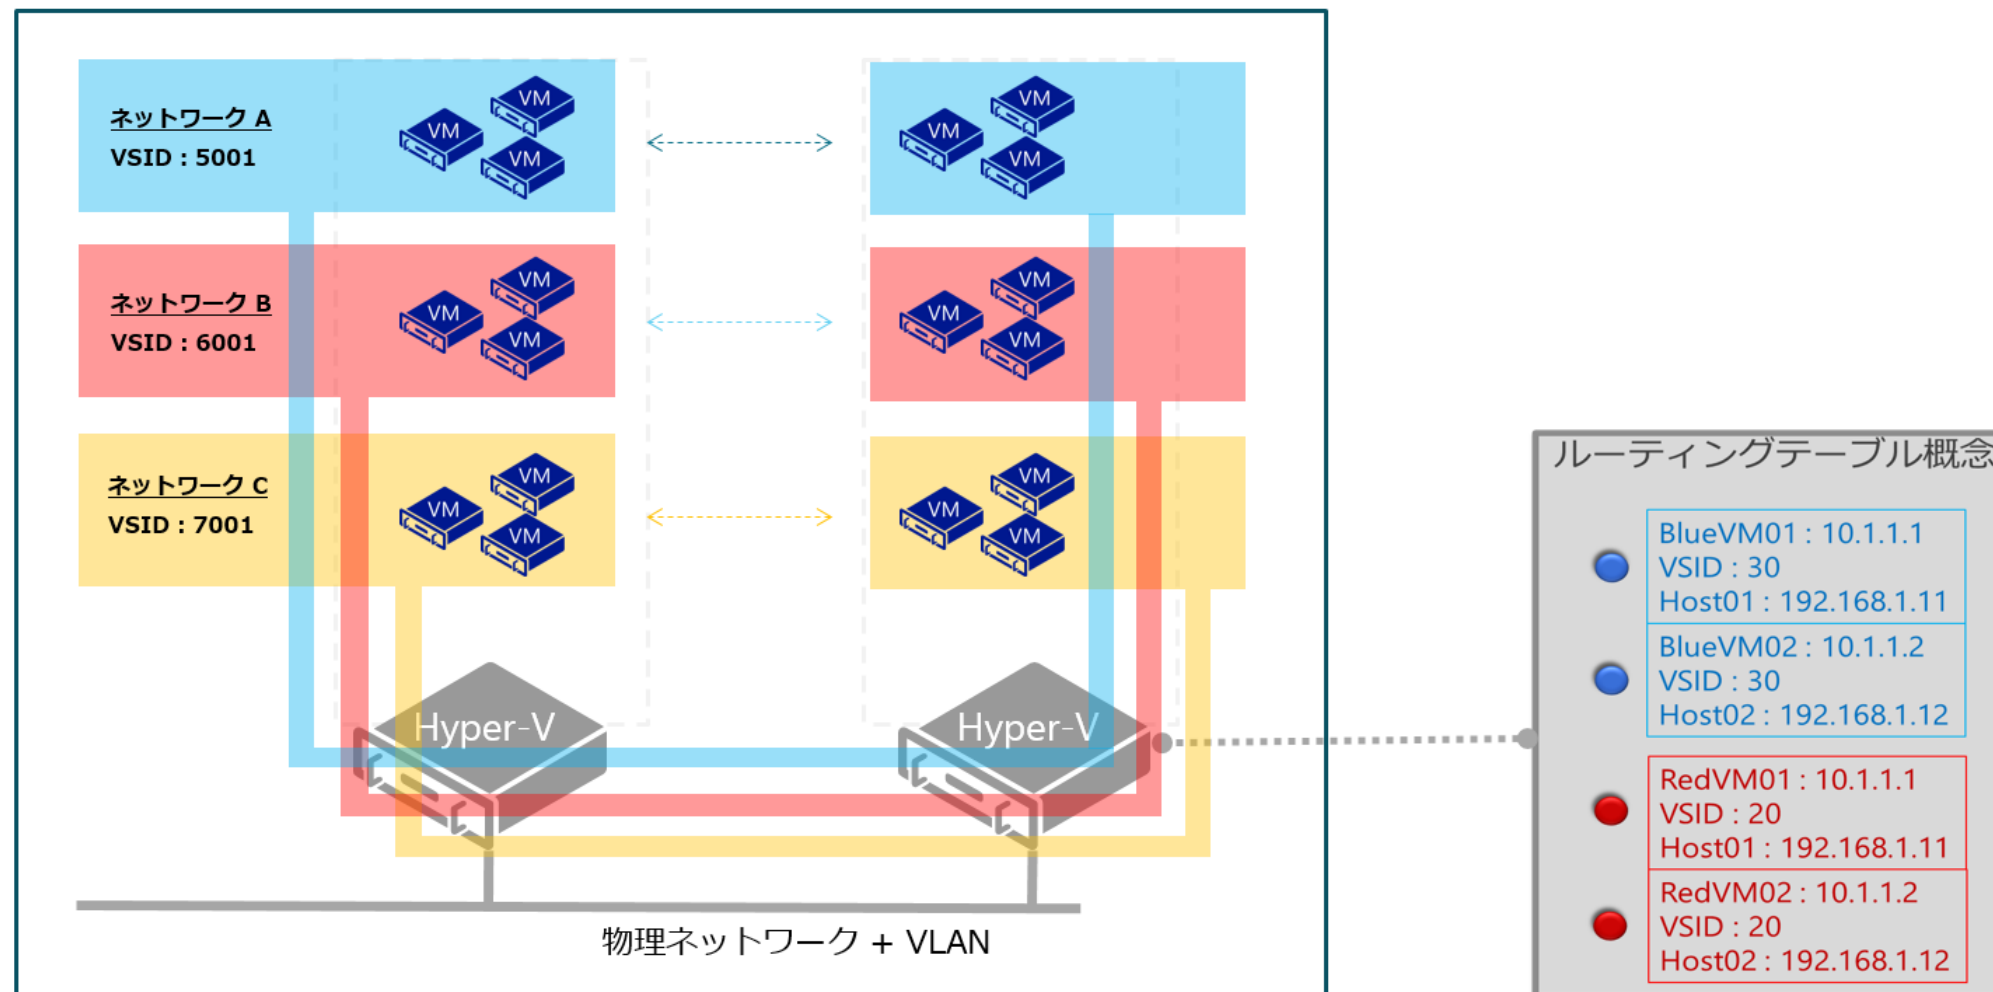 ネットワーク A
VSID : 5001
VM
VM
VM
VM
VM
VM
ネットワーク B
VSID : 6001
VM
VM
VM
VM
VM
VM
ネットワーク C
VSID : 7001
VM
VM
VM
VM
VM
VM
Hyper-V
Hyper-V
物理ネットワーク + VLAN
ルーティングテーブル概念
BlueVM01 : 10.1.1.1
VSID : 30
Host01 : 192.168.1.11
BlueVM02 : 10.1.1.2
VSID : 30
Host02 : 192.168.1.12
RedVM01 : 10.1.1.1
VSID : 20
Host01 : 192.168.1.11
RedVM02 : 10.1.1.2
VSID : 20
Host02 : 192.168.1.12